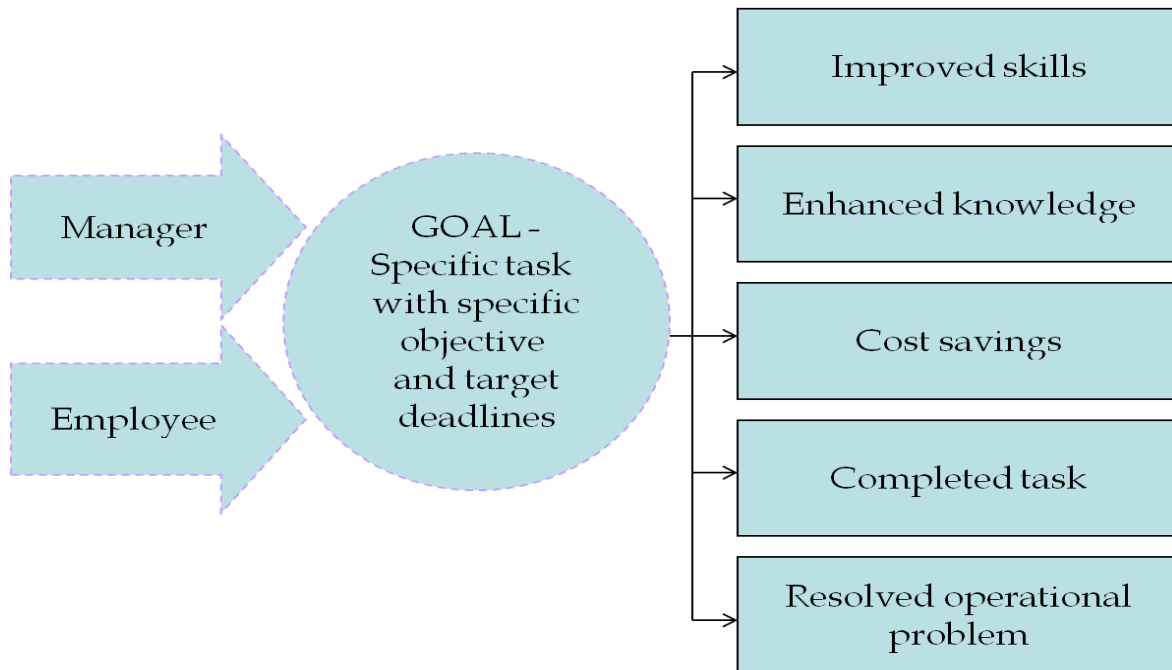 Manager
Employee
GOAL -
Specific task
with specific
objective
and target
deadlines
Improved skills
Enhanced knowledge
Cost savings
Completed task
Resolved operational
problem